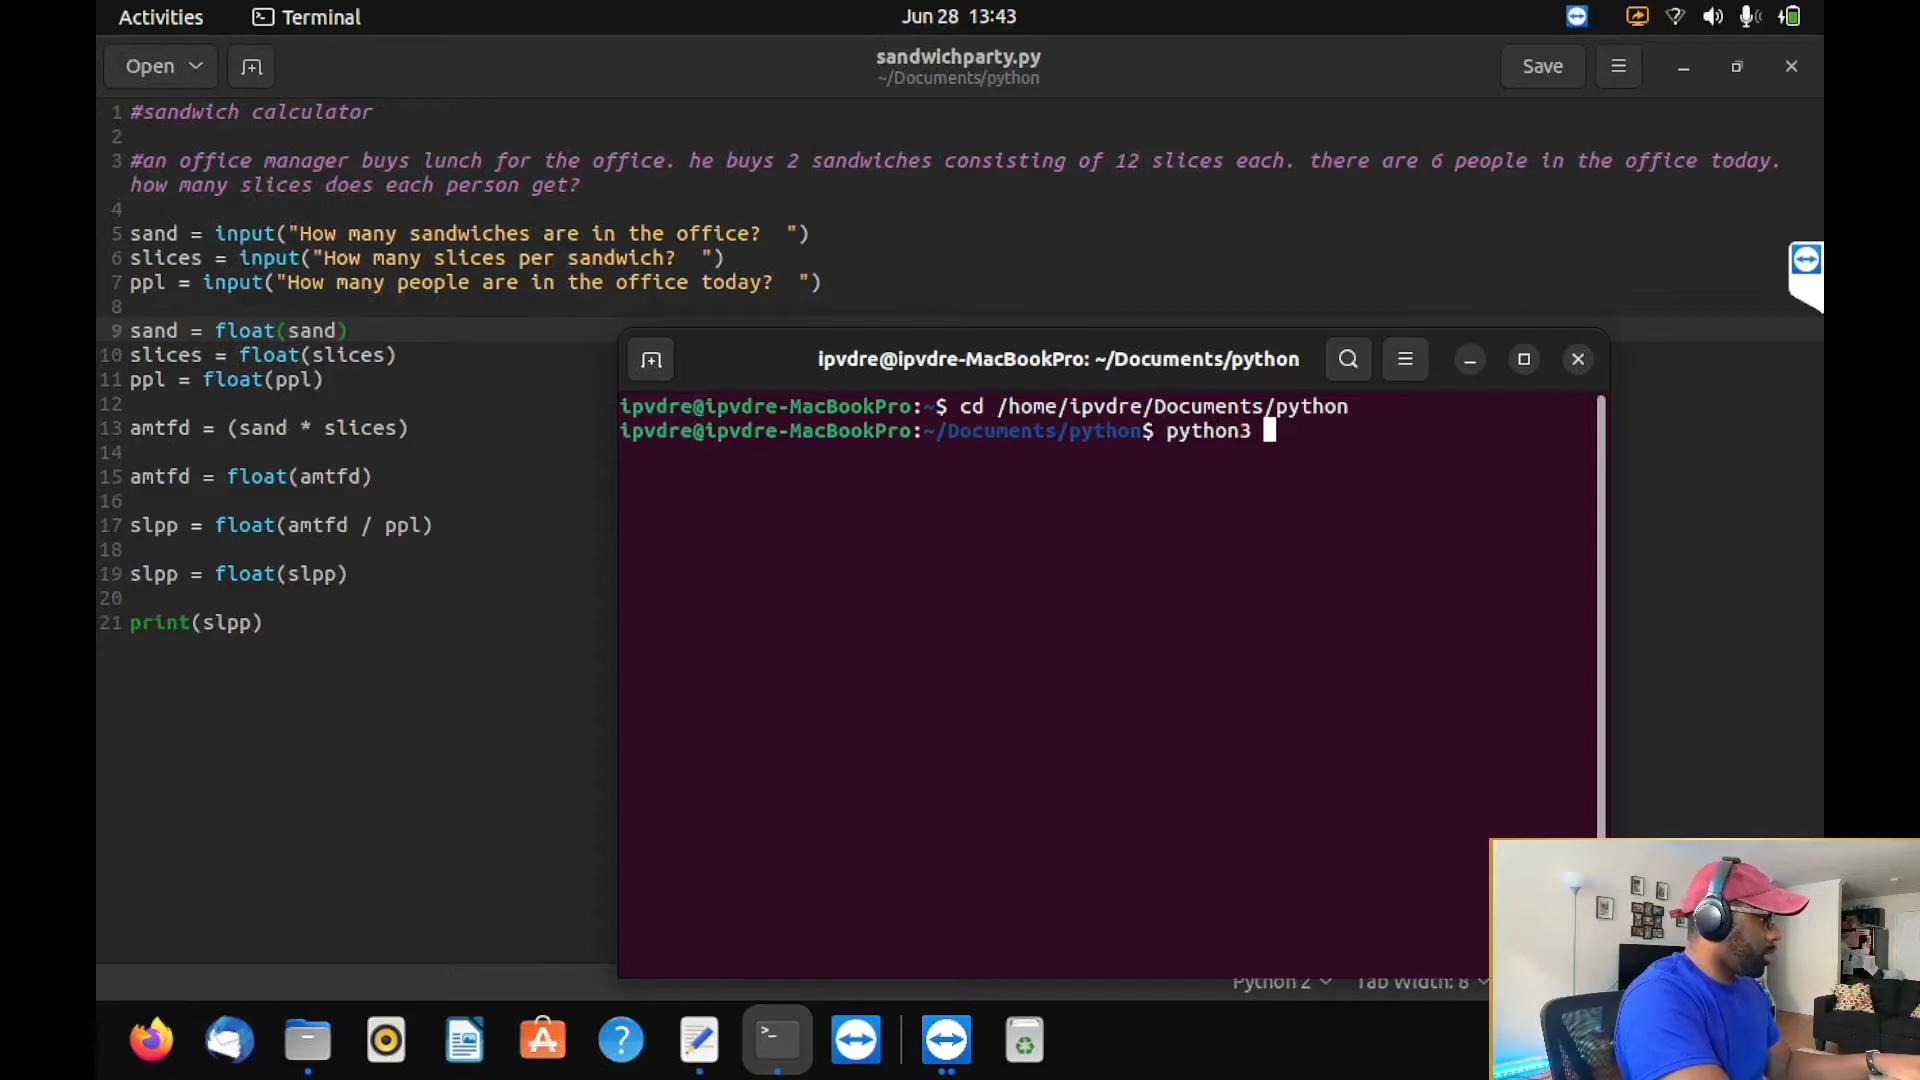 Activities
Terminal
Jun 28 13:43
Open
sandwichparty.py
~/Documents/python
Save
1 #sandwich calculator
2
3 #an office manager buys lunch for the office. he buys 2 sandwiches consisting of 12 slices each. there are 6 people in the office today.
how many slices does each person get?
4
5 sand = input("How many sandwiches are in the office?  ")
6 slices = input("How many slices per sandwich?  ")
7 ppl = input("How many people are in the office today?  ")
8
9 sand = float(sand)
10 slices = float(slices)
11 ppl = float(ppl)
12
13 amtfd = (sand * slices)
14
15 amtfd = float(amtfd)
16
17 slpp = float(amtfd / ppl)
18
19 slpp = float(slpp)
20
21 print(slpp)
ipvdre@ipvdre-MacBookPro: ~/Documents/python
ipvdre@ipvdre-MacBookPro:~$ cd /home/ipvdre/Documents/python
ipvdre@ipvdre-MacBookPro:~/Documents/python$ python3
Python 2
Tab Width: 8